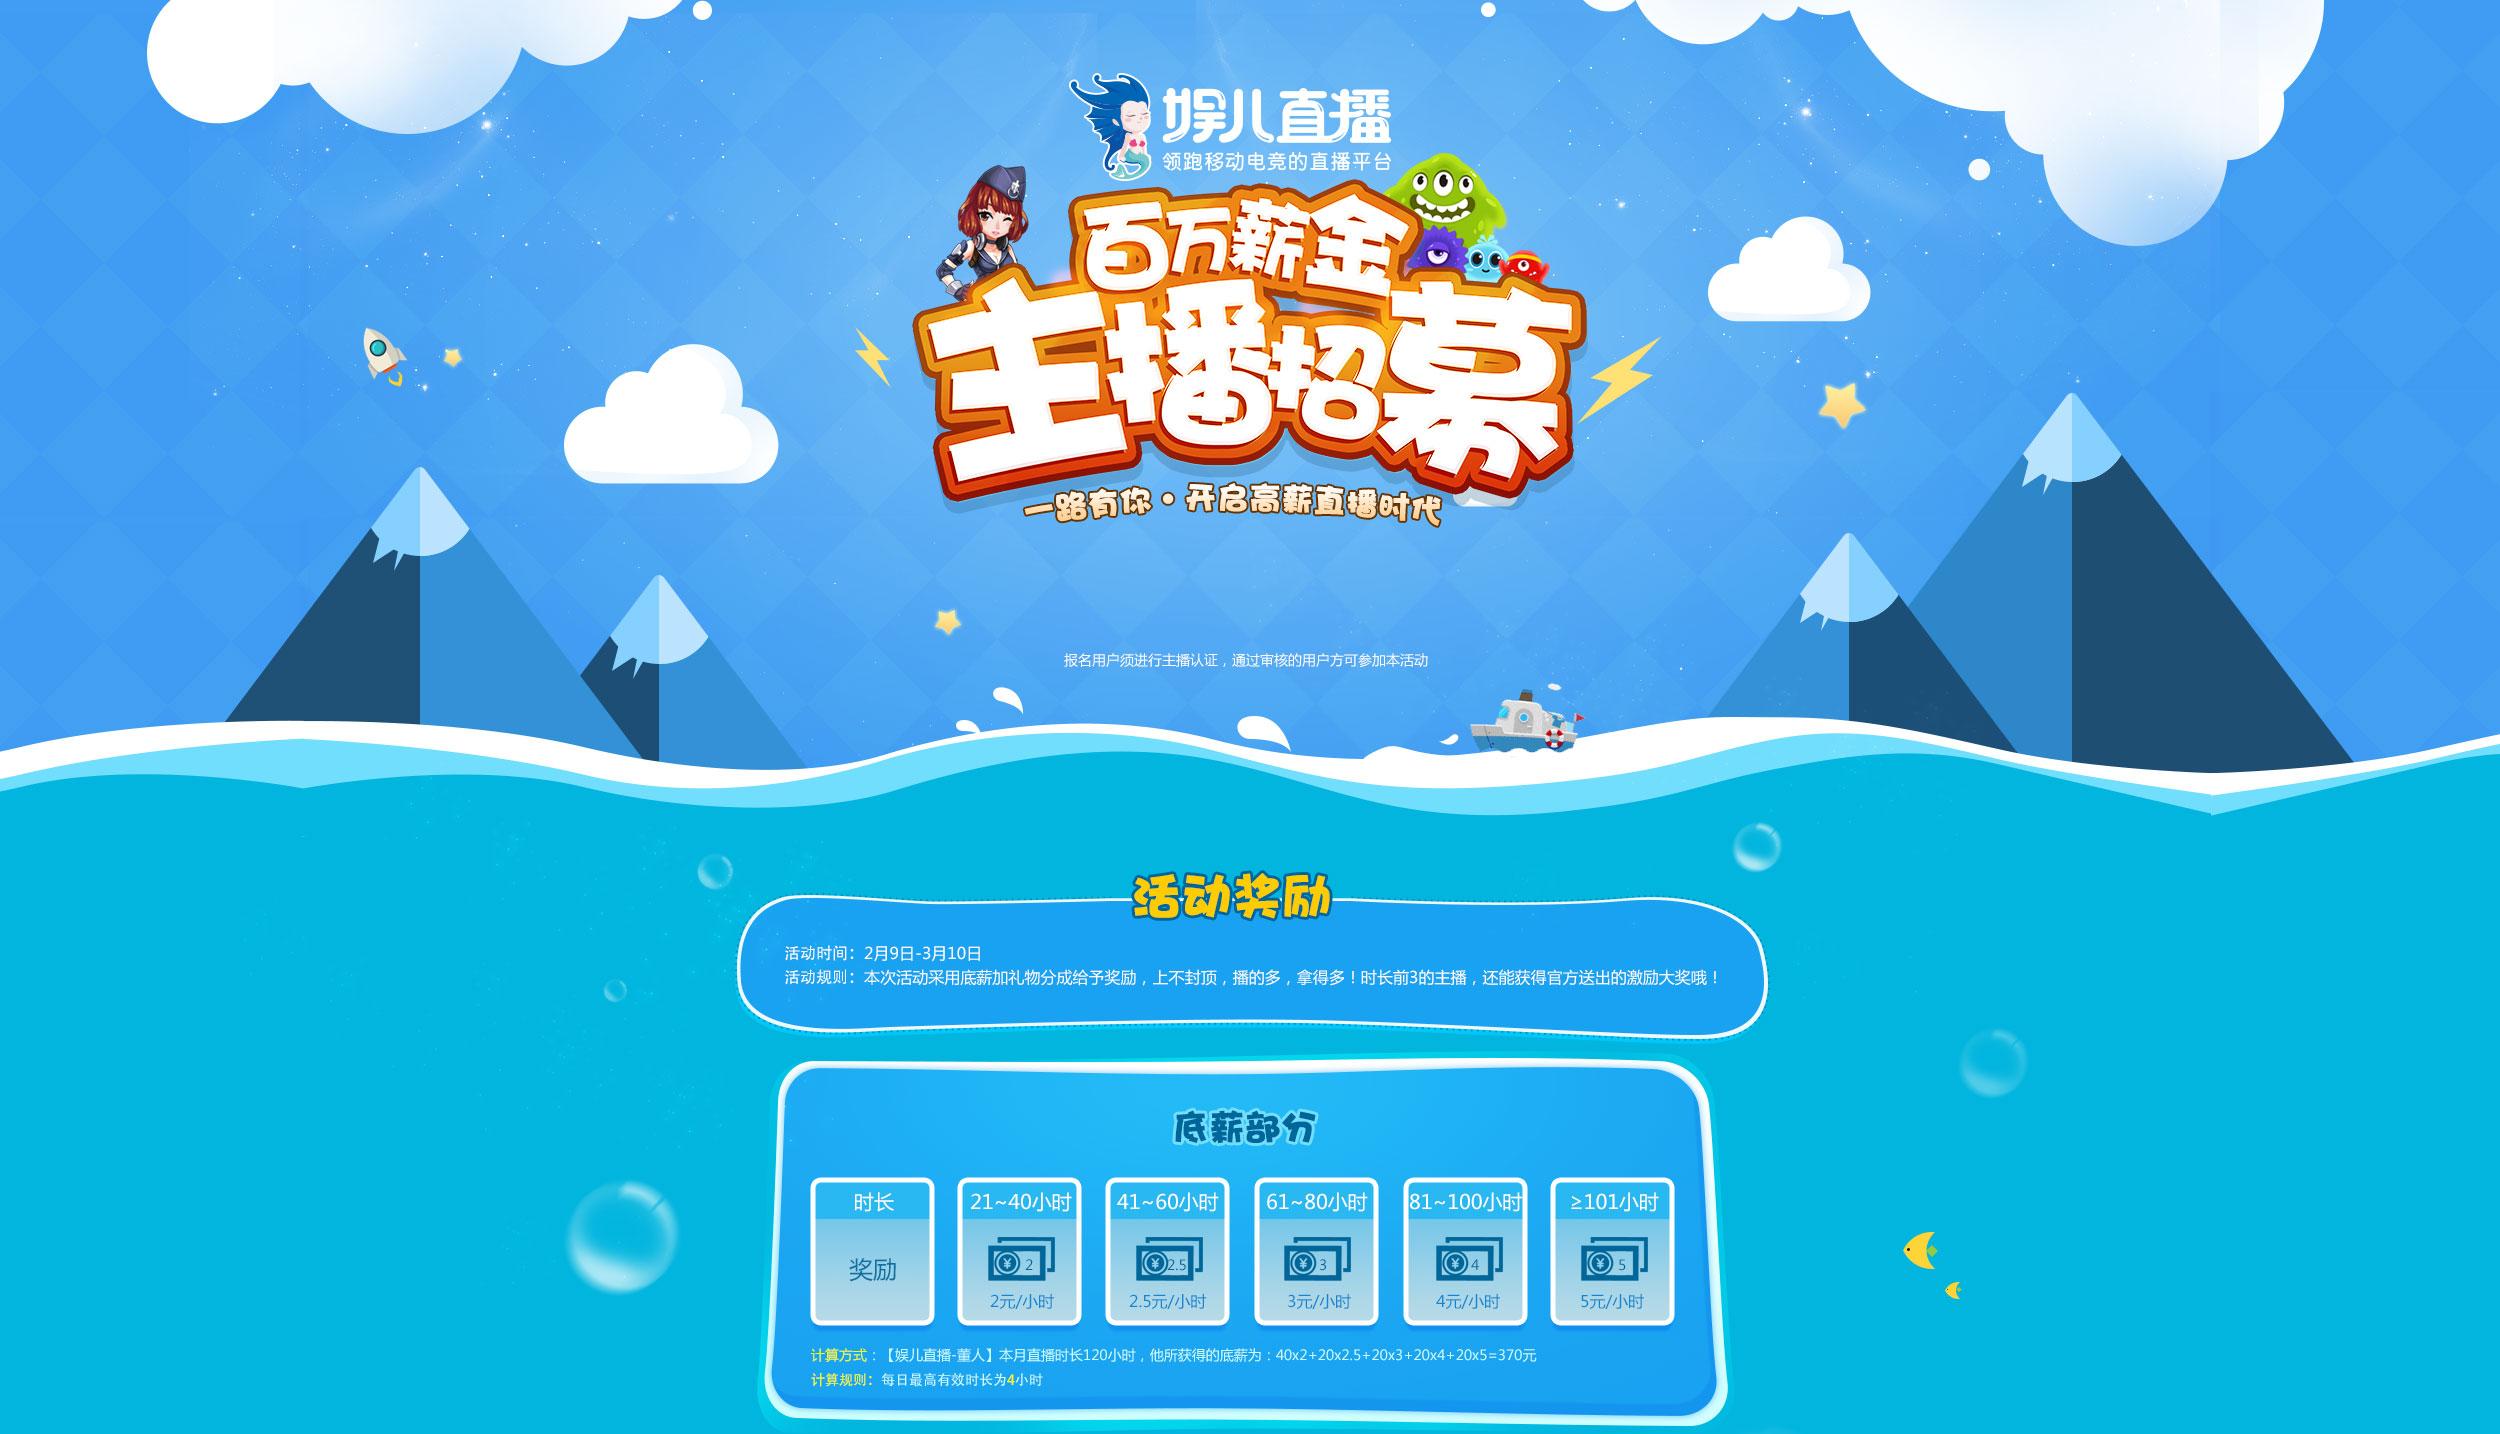 娱儿直播
领跑移动电竞的直播平台
百万薪金
主播招募
一路有你·开启高薪直播时代
报名用户须进行主播认证，通过审核的用户方可参加本活动
活动奖励
活动时间：2月9日-3月10日
活动规则：本次活动采用底薪加礼物分成给予奖励，上不封顶，播的多，拿得多！时长前3的主播，还能获得官方送出的激励大奖哦！
底薪部分
时长 21~40小时 41~60小时 61~80小时 81~100小时 ≥101小时
奖励 ¥2 ¥2.5 ¥3 ¥4 ¥5
2元/小时 2.5元/小时 3元/小时 4元/小时 5元/小时
计算方式：【娱儿直播-董人】本月直播时长120小时，他所获得的底薪为：40x2+20x2.5+20x3+20x4+20x5=370元
计算规则：每日最高有效时长为4小时